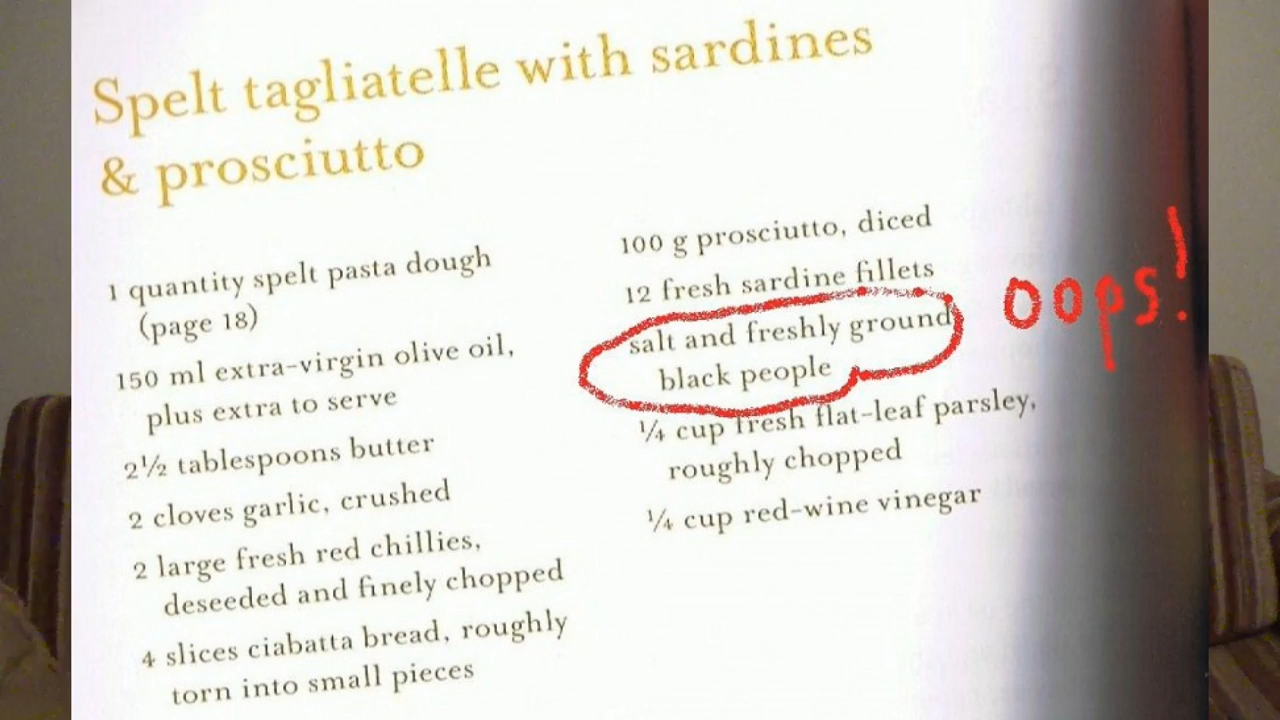 Spelt tagliatelle with sardines
& prosciutto
1 quantity spelt pasta dough
(page 18)
150 ml extra-virgin olive oil,
plus extra to serve
2½ tablespoons butter
2 cloves garlic, crushed
2 large fresh red chillies,
deseeded and finely chopped
4 slices ciabatta bread, roughly
torn into small pieces
100 g prosciutto, diced
12 fresh sardine fillets
salt and freshly ground
black people
¼ cup fresh flat-leaf parsley,
roughly chopped
¼ cup red-wine vinegar
oops!